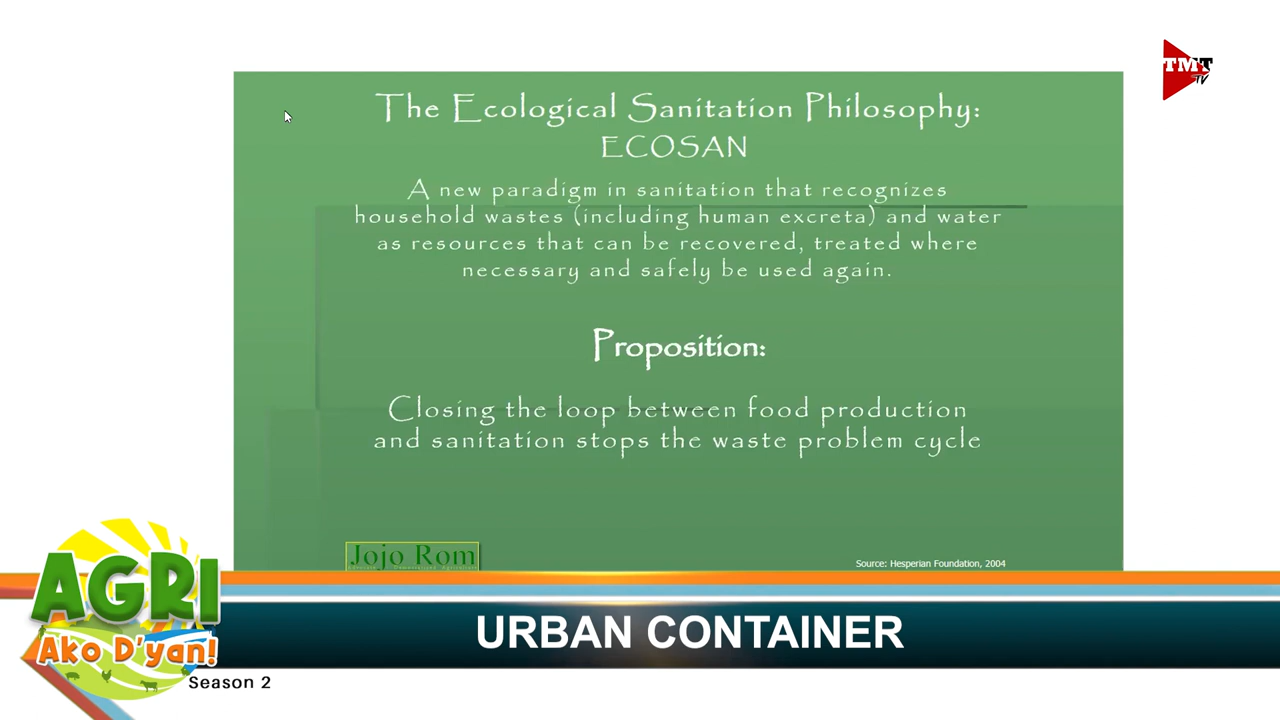 TMT
TV
The Ecological Sanitation Philosophy:
ECOSAN
A new paradigm in sanitation that recognizes
household wastes (including human excreta) and water
as resources that can be recovered, treated where
necessary and safely be used again.
Proposition:
Closing the loop between food production
and sanitation stops the waste problem cycle
Jojo Rom
Source: Hesperian Foundation, 2004
AGRI
Ako D'yan!
Season 2
URBAN CONTAINER